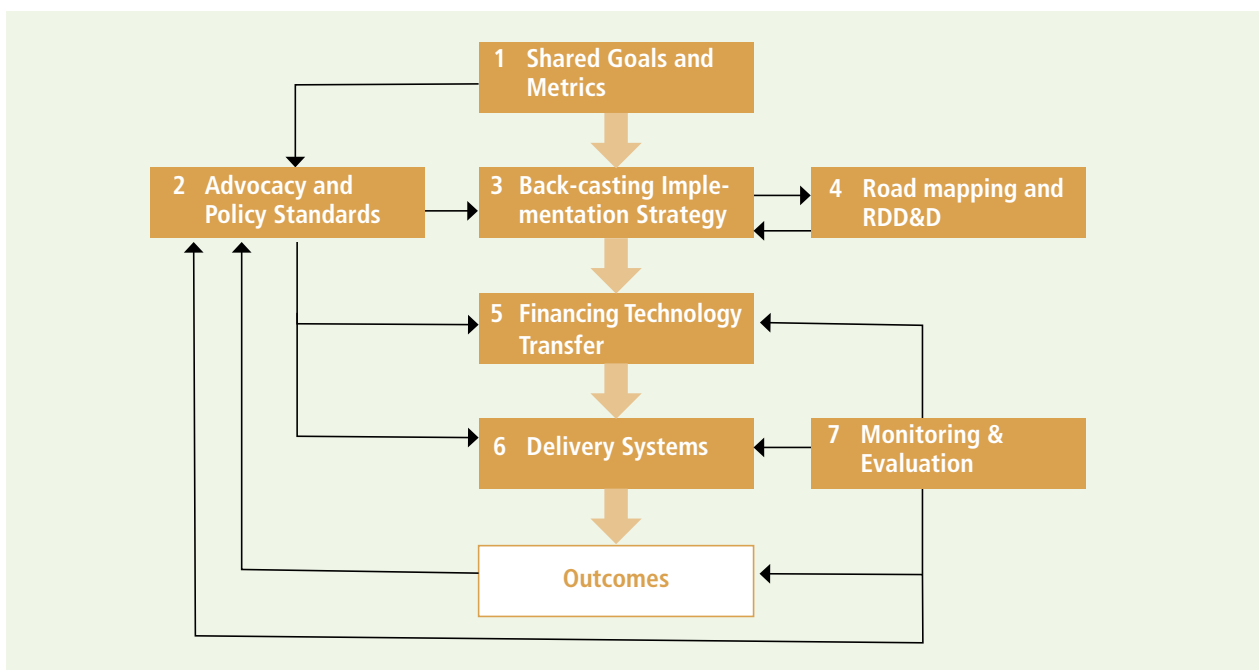 1 Shared Goals and
Metrics
2 Advocacy and
Policy Standards
3 Back-casting Imple-
mentation Strategy
4 Road mapping and
RDD&D
5 Financing Technology
Transfer
6 Delivery Systems
7 Monitoring &
Evaluation
Outcomes